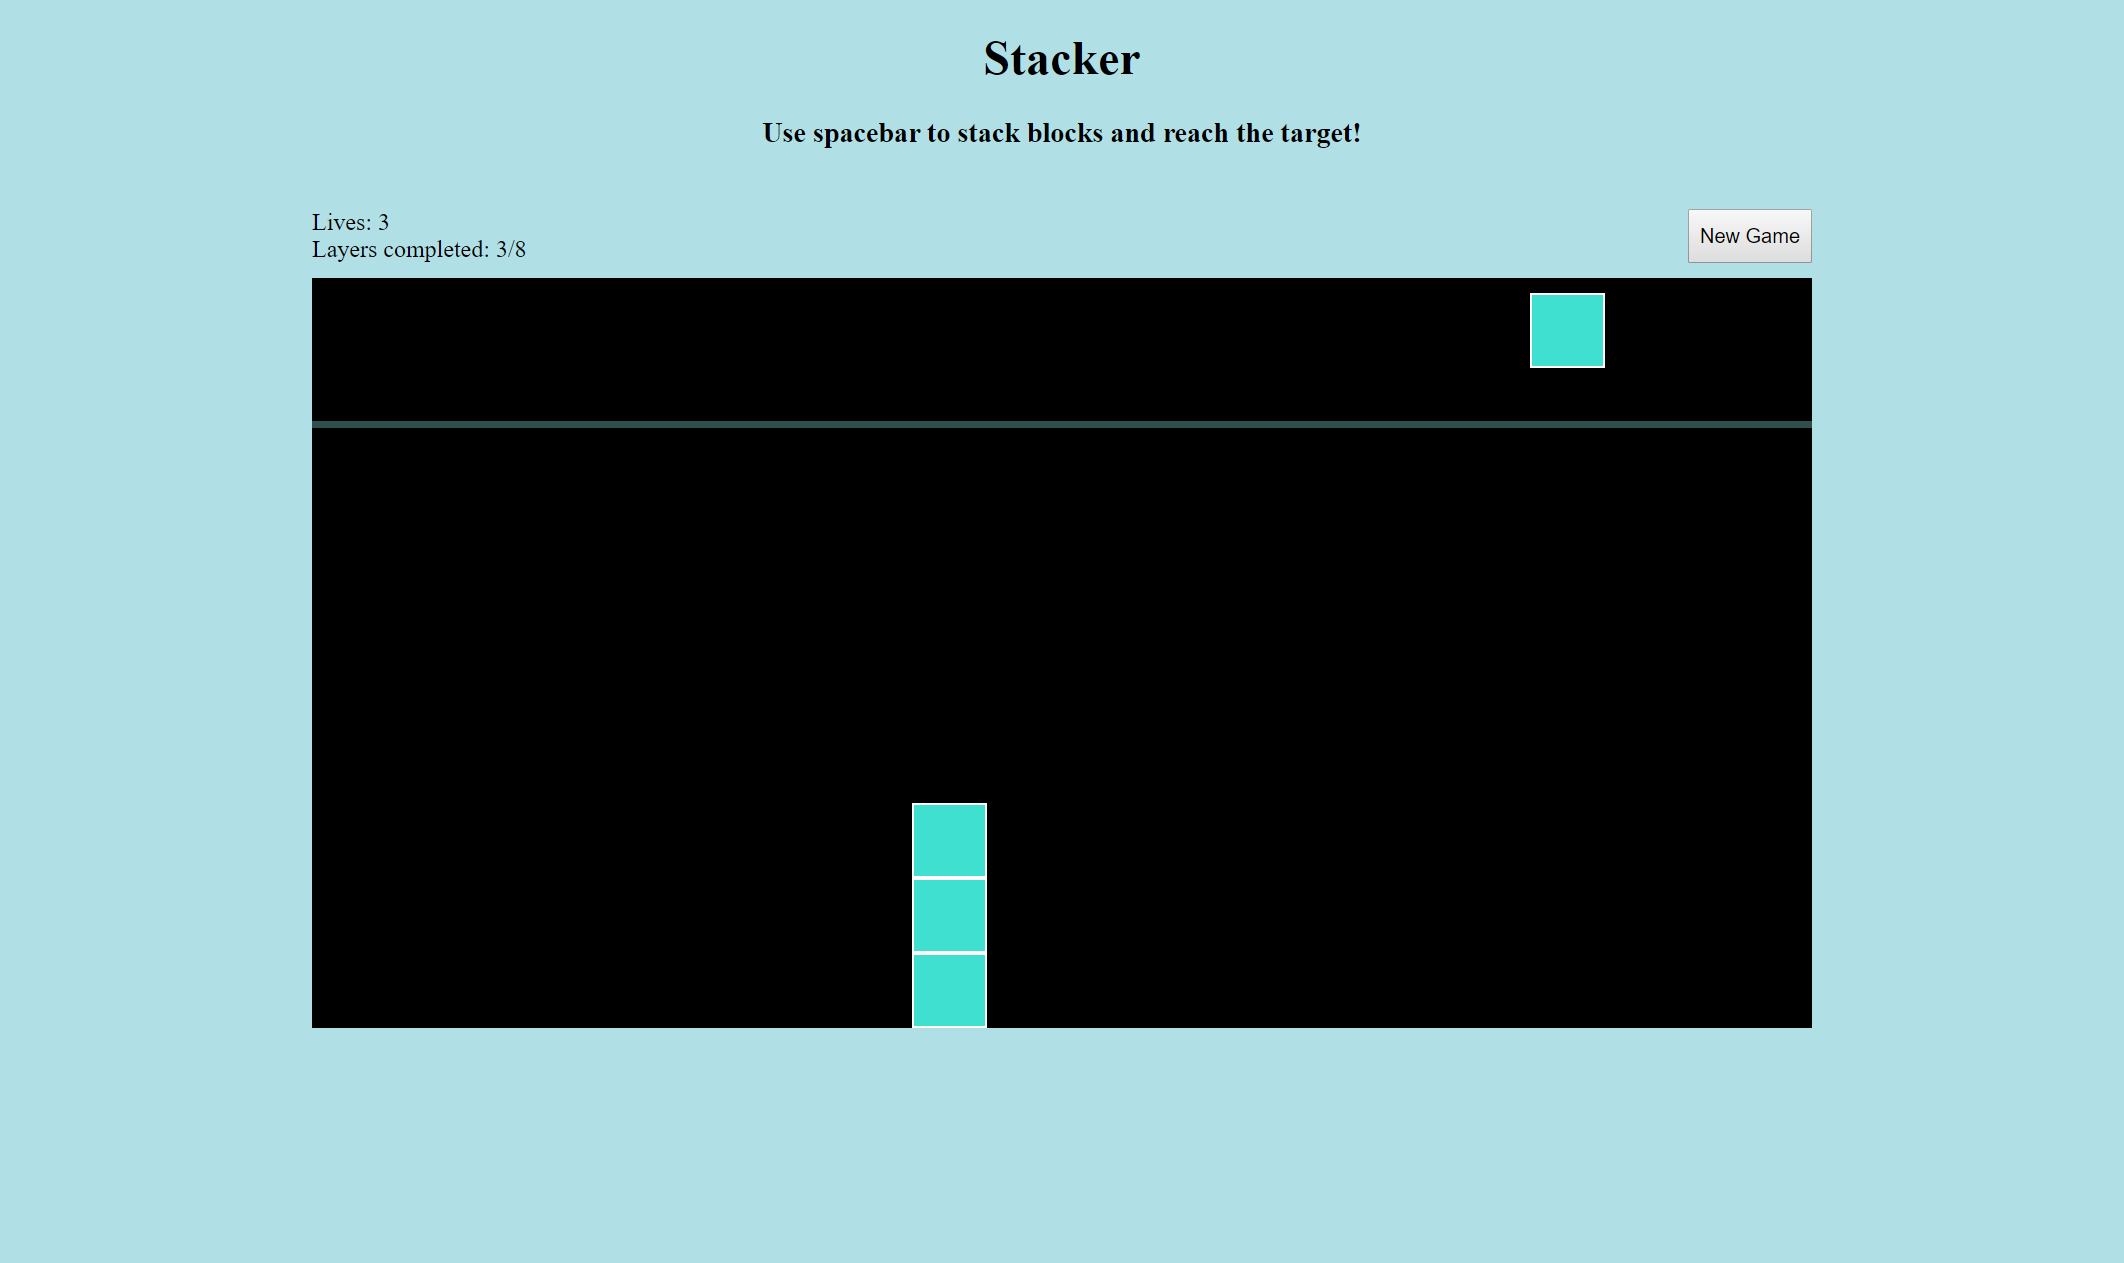 Stacker
Use spacebar to stack blocks and reach the target!
Lives: 3
Layers completed: 3/8
New Game